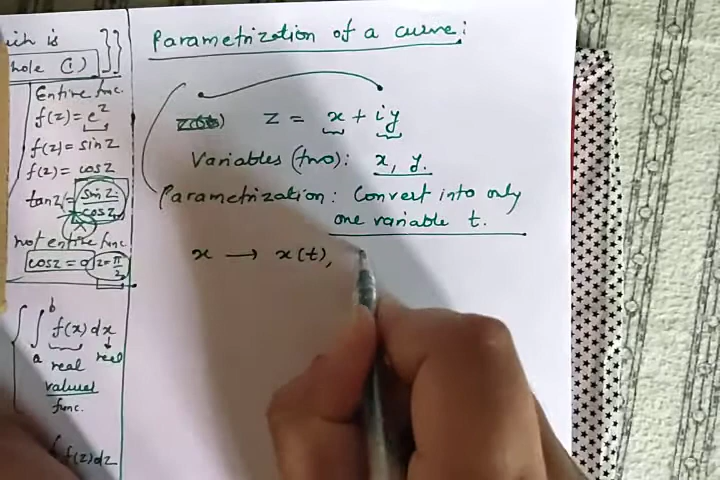 hole (1)
Entire func.
f(z) = e^z
f(z) = sin z
f(z) = cos z
tan z = sin z / cos z
not entire func.
cos z = 0 z = π/2
∫_a^b f(x) dx
real real
valued
func.
f(z) dz
Parametrization of a curve:
z = x + iy
Variables (two): x, y.
Parametrization: Convert into only
one variable t.
x → x(t),